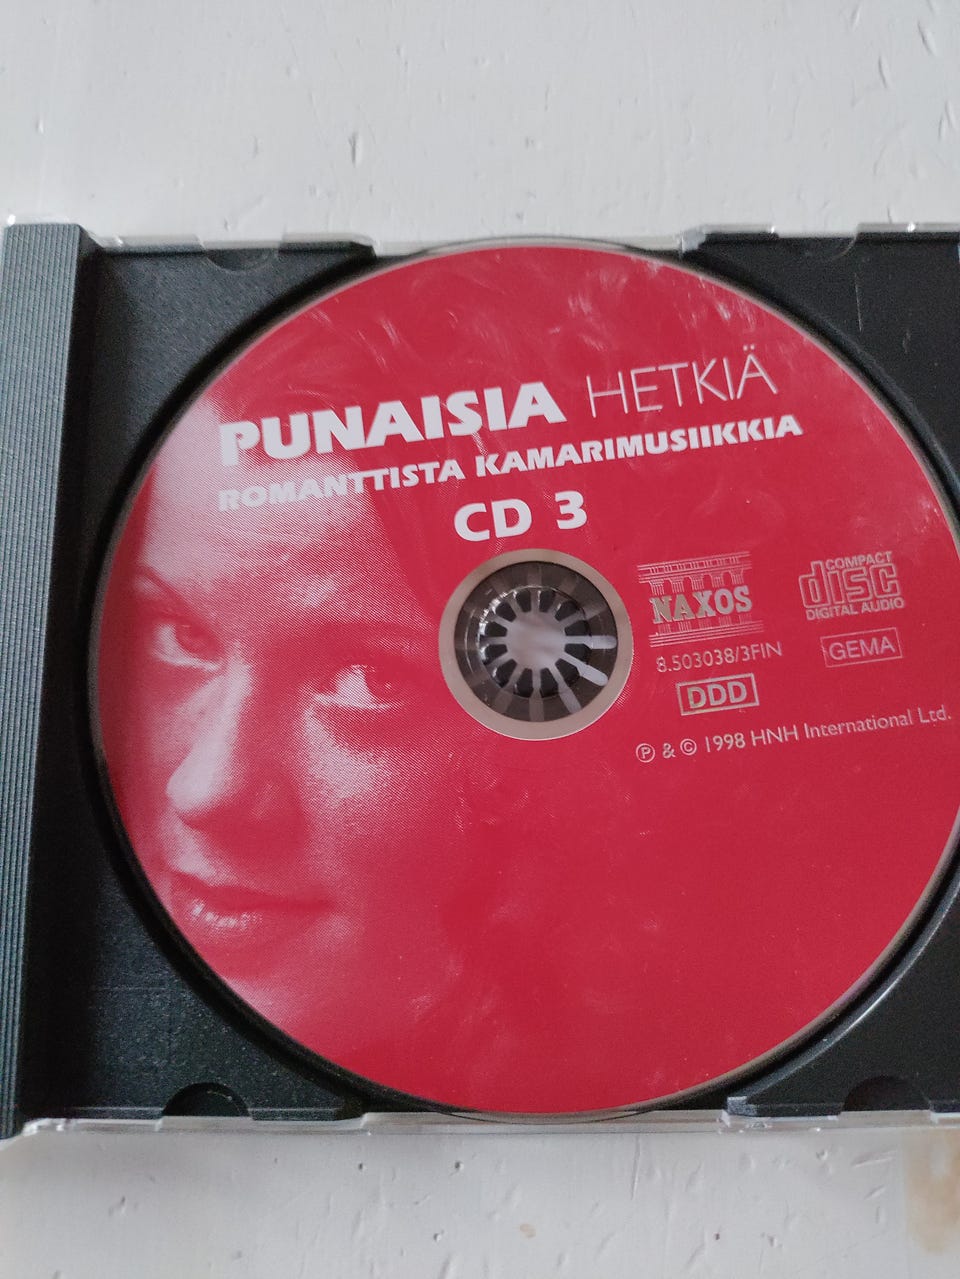 PUNAISIA HETKIÄ
ROMANTTISTA KAMARIMUSIIKKIA
CD 3
NAXOS
8.503038/3FIN
DDD
COMPACT
disc
DIGITAL AUDIO
GEMA
℗ & © 1998 HNH International Ltd.